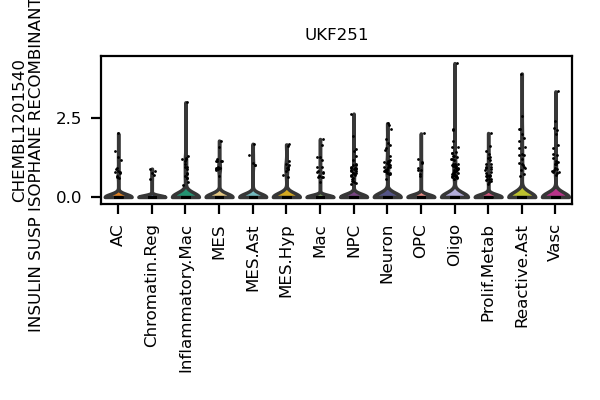 UKF251
CHEMBL1201540
INSULIN SUSP ISOPHANE RECOMBINANT
2.5
0.0
AC
Chromatin.Reg
Inflammatory.Mac
MES
MES.Ast
MES.Hyp
Mac
NPC
Neuron
OPC
Oligo
Prolif.Metab
Reactive.Ast
Vasc